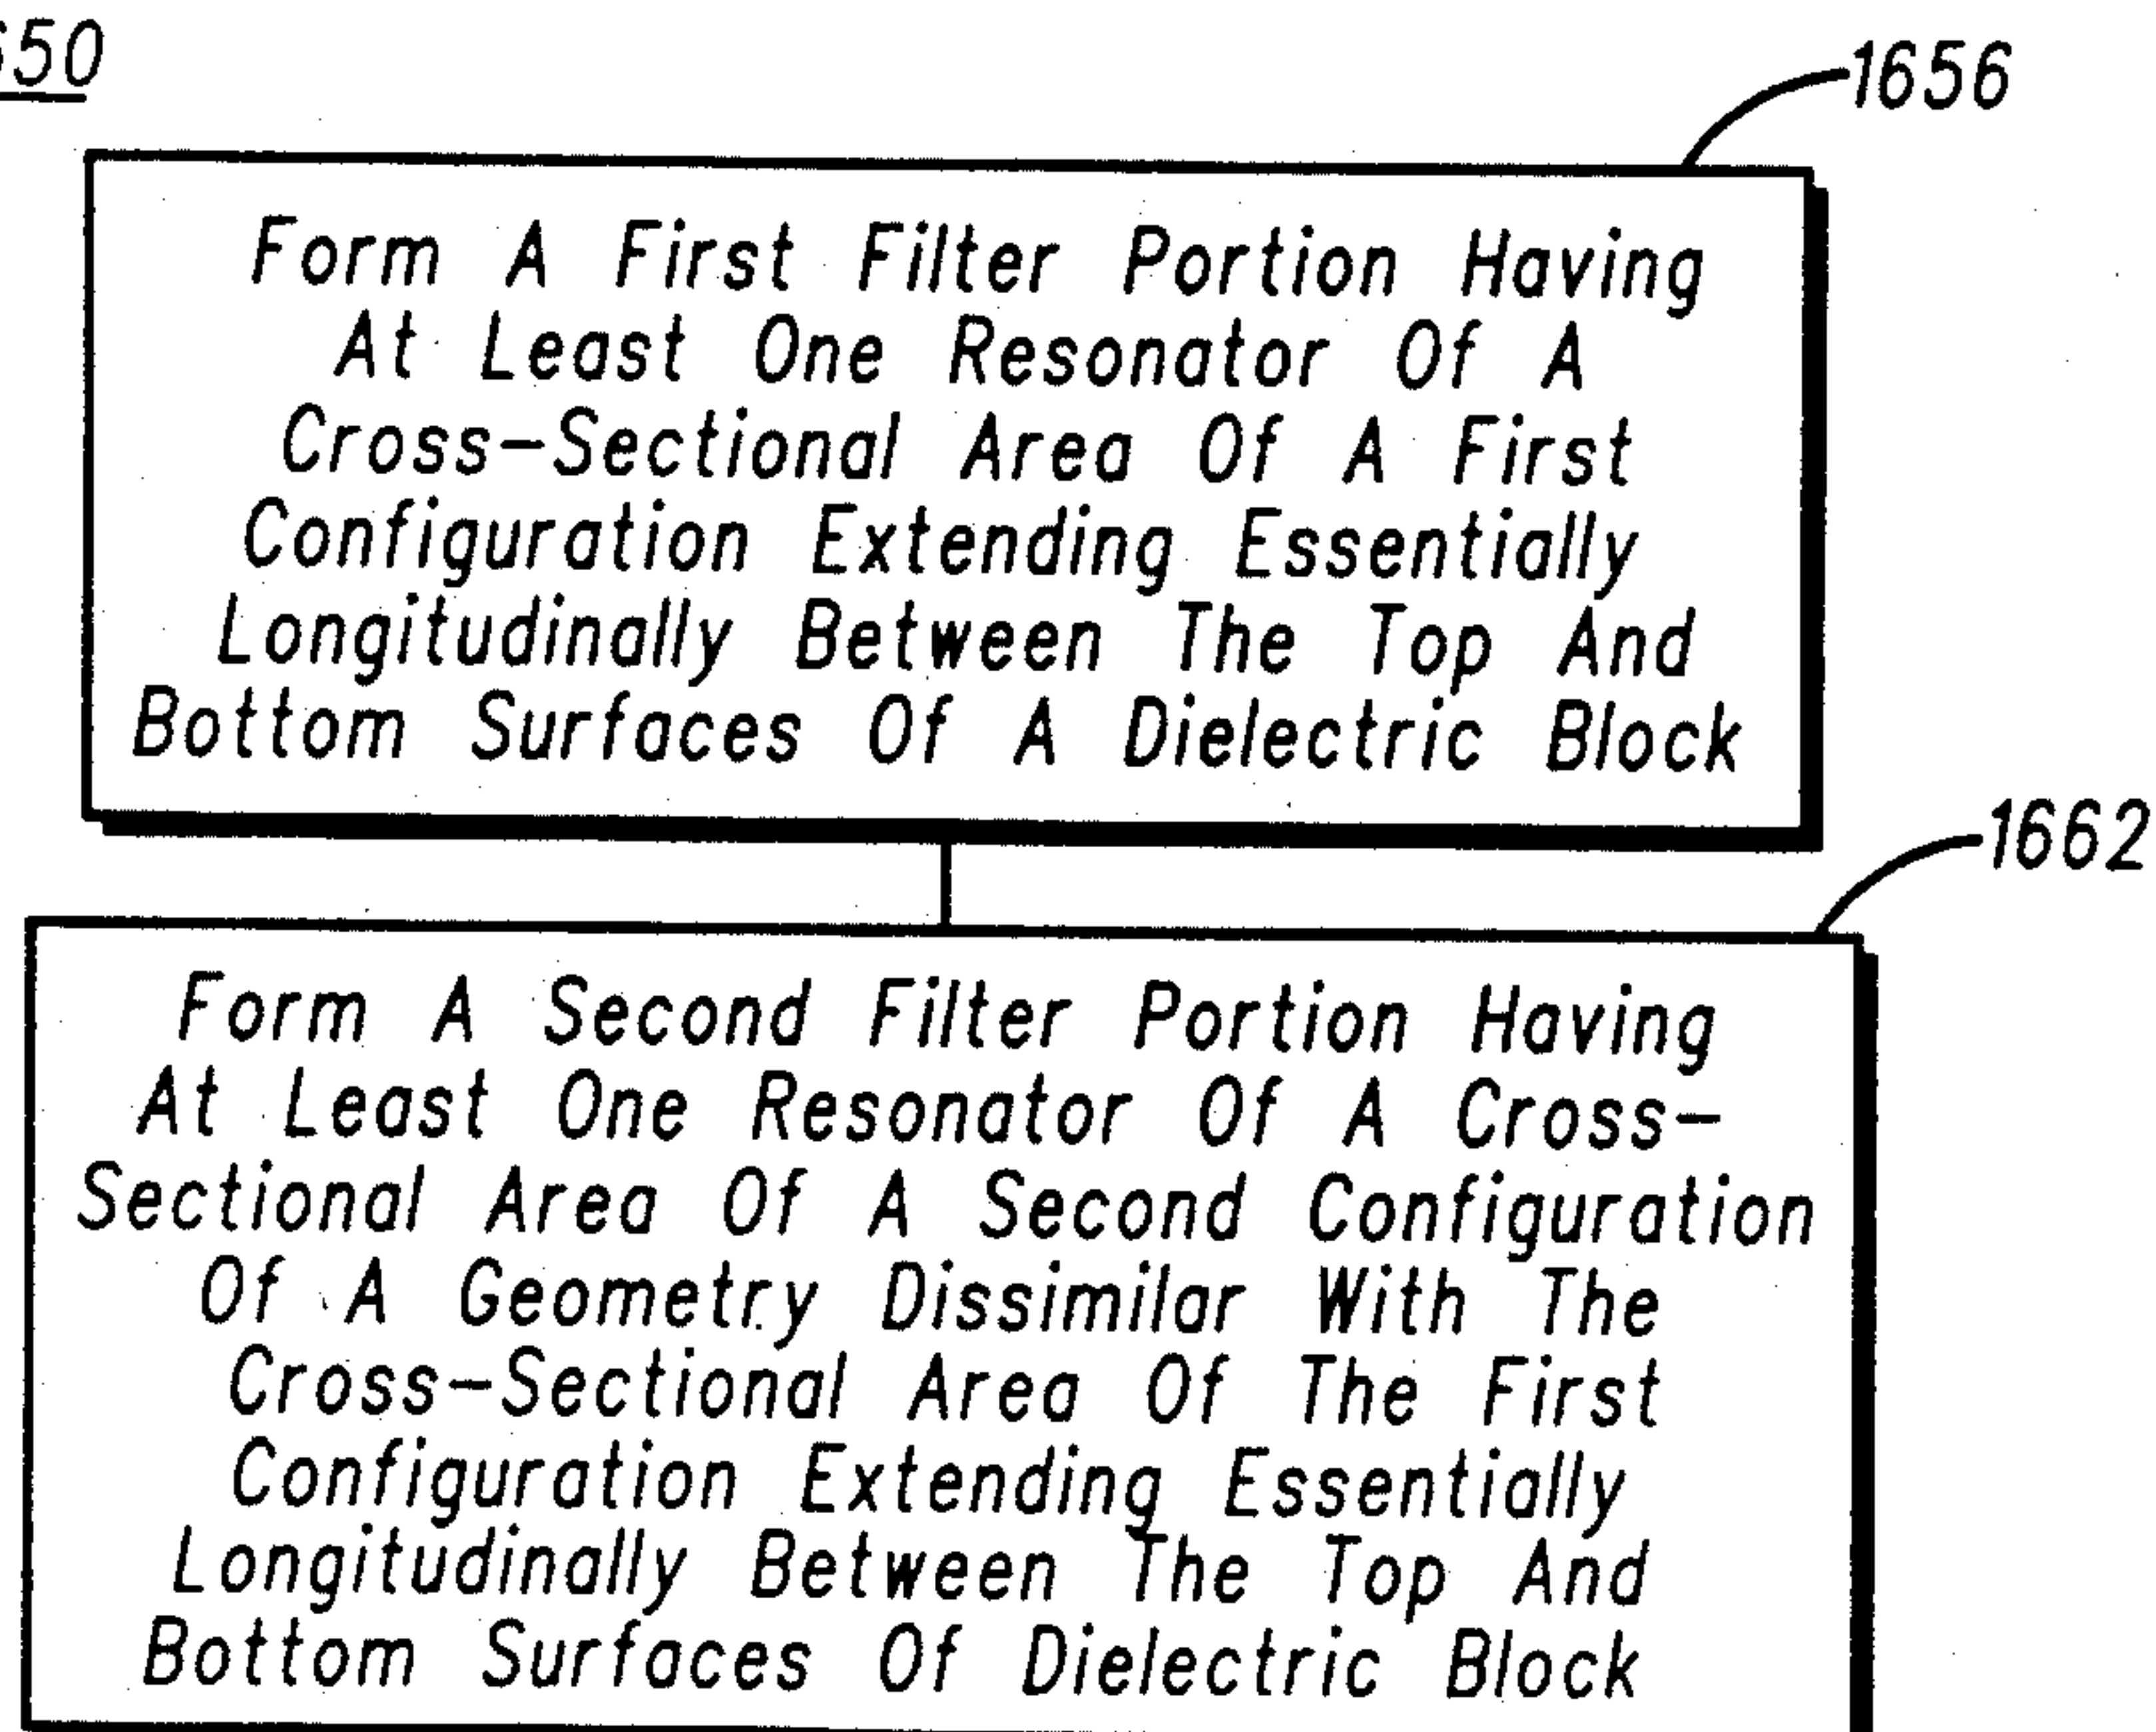 650
1656
Form A First Filter Portion Having
At Least One Resonator Of A
Cross-Sectional Area Of A First
Configuration Extending Essentially
Longitudinally Between The Top And
Bottom Surfaces Of A Dielectric Block
1662
Form A Second Filter Portion Having
At Least One Resonator Of A Cross-
Sectional Area Of A Second Configuration
Of A Geometry Dissimilar With The
Cross-Sectional Area Of The First
Configuration Extending Essentially
Longitudinally Between The Top And
Bottom Surfaces Of Dielectric Block